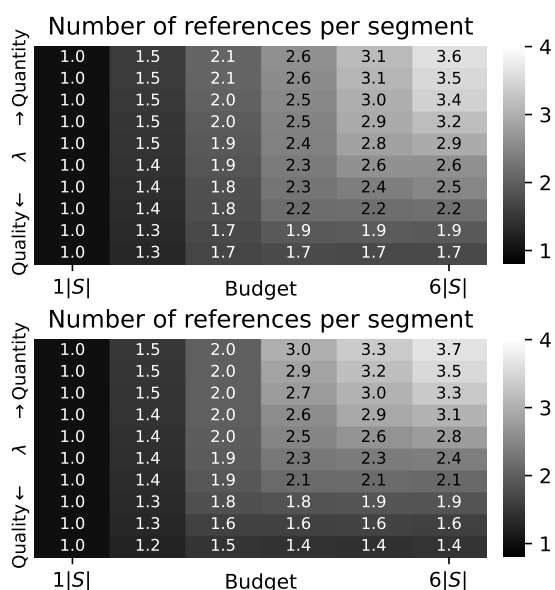 Number of references per segment
Quality ← λ → Quantity
1.0 1.5 2.1 2.6 3.1 3.6
1.0 1.5 2.1 2.6 3.1 3.5
1.0 1.5 2.0 2.5 3.0 3.4
1.0 1.5 2.0 2.5 2.9 3.2
1.0 1.5 1.9 2.4 2.8 2.9
1.0 1.4 1.9 2.3 2.6 2.6
1.0 1.4 1.8 2.3 2.4 2.5
1.0 1.4 1.8 2.2 2.2 2.2
1.0 1.3 1.7 1.9 1.9 1.9
1.0 1.3 1.7 1.7 1.7 1.7
4
3
2
1
1|S| Budget 6|S|
Number of references per segment
Quality ← λ → Quantity
1.0 1.5 2.0 3.0 3.3 3.7
1.0 1.5 2.0 2.9 3.2 3.5
1.0 1.5 2.0 2.7 3.0 3.3
1.0 1.4 2.0 2.6 2.9 3.1
1.0 1.4 2.0 2.5 2.6 2.8
1.0 1.4 1.9 2.3 2.3 2.4
1.0 1.4 1.9 2.1 2.1 2.1
1.0 1.3 1.8 1.8 1.9 1.9
1.0 1.3 1.6 1.6 1.6 1.6
1.0 1.2 1.5 1.4 1.4 1.4
4
3
2
1
1|S| Budget 6|S|